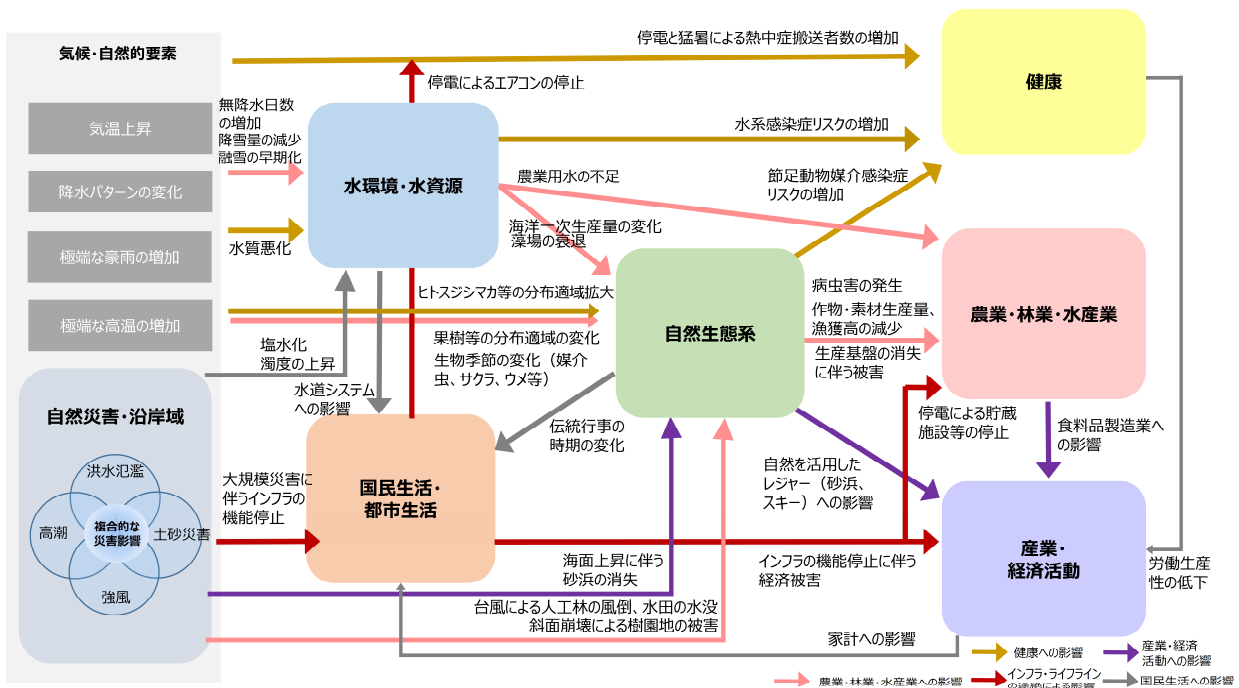 気候・自然的要素
気温上昇
降水パターンの変化
極端な豪雨の増加
極端な高温の増加
自然災害・沿岸域
洪水氾濫
高潮
複合的な
災害影響
土砂災害
強風
無降水日数
の増加
降雪量の減少
融雪の早期化
水質悪化
塩水化
濁度の上昇
大規模災害に
伴うインフラの
機能停止
停電と猛暑による熱中症搬送者数の増加
停電によるエアコンの停止
水環境・水資源
水系感染症リスクの増加
農業用水の不足
節足動物媒介感染症
リスクの増加
海洋一次生産量の変化
藻場の衰退
ヒトスジシマカ等の分布適域拡大
果樹等の分布適域の変化
生物季節の変化（媒介
虫、サクラ、ウメ等）
水道システム
への影響
国民生活・
都市生活
伝統行事の
時期の変化
自然生態系
病虫害の発生
作物・素材生産量、
漁獲高の減少
生産基盤の消失
に伴う被害
停電による貯蔵
施設等の停止
自然を活用した
レジャー（砂浜、
スキー）への影響
海面上昇に伴う
砂浜の消失
台風による人工林の風倒、水田の水没
斜面崩壊による樹園地の被害
インフラの機能停止に伴う
経済被害
家計への影響
健康
農業・林業・水産業
食料品製造業へ
の影響
産業・
経済活動
労働生産
性の低下
健康への影響
産業・経済
活動への影響
農業・林業・水産業への影響
インフラ・ライフライン
の途絶による影響
国民生活への影響